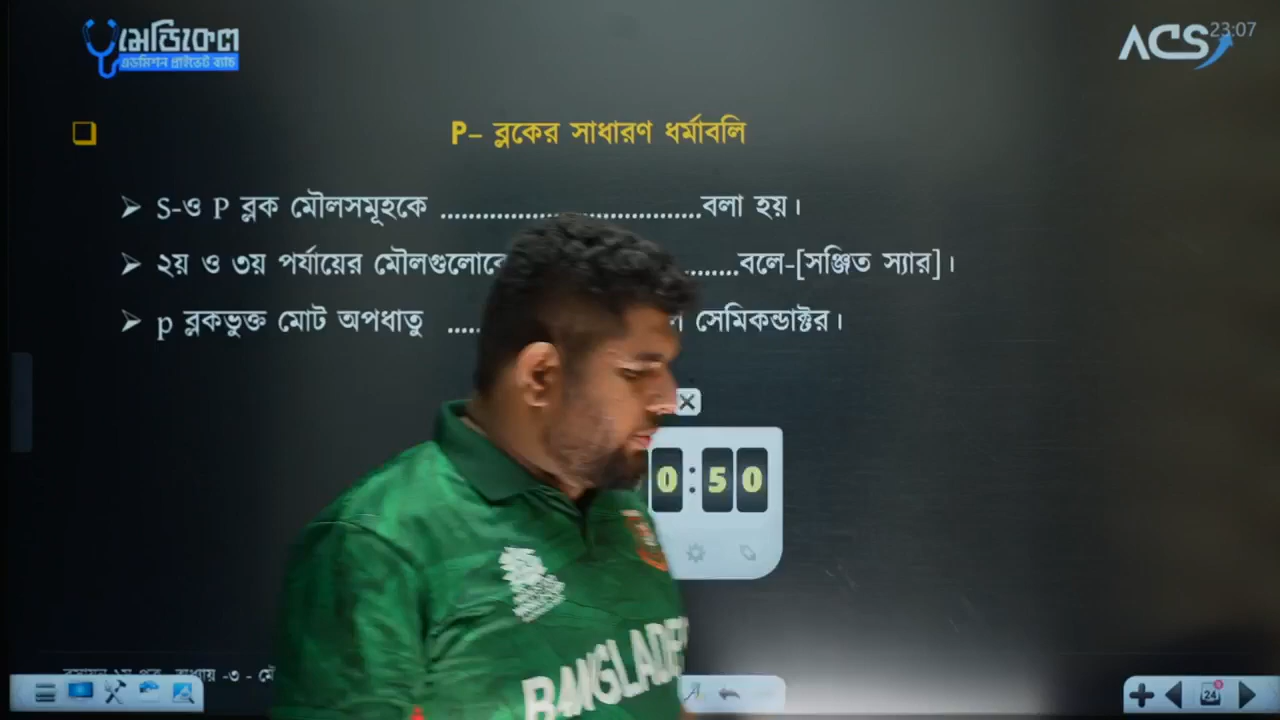 মেডিকেল
এডমিশন প্রাইভেট ব্যাচ
ACS
23:07
P- ব্লকের সাধারণ ধর্মাবলি
➢ S-ও P ব্লক মৌলসমূহকে .....................................বলা হয়।
➢ ২য় ও ৩য় পর্যায়ের মৌলগুলোকে ........বলে-[সঞ্জিত স্যার]।
➢ p ব্লকভুক্ত মোট অপধাতু ..... সেমিকন্ডাক্টর।
0:50
BANGLADE
24